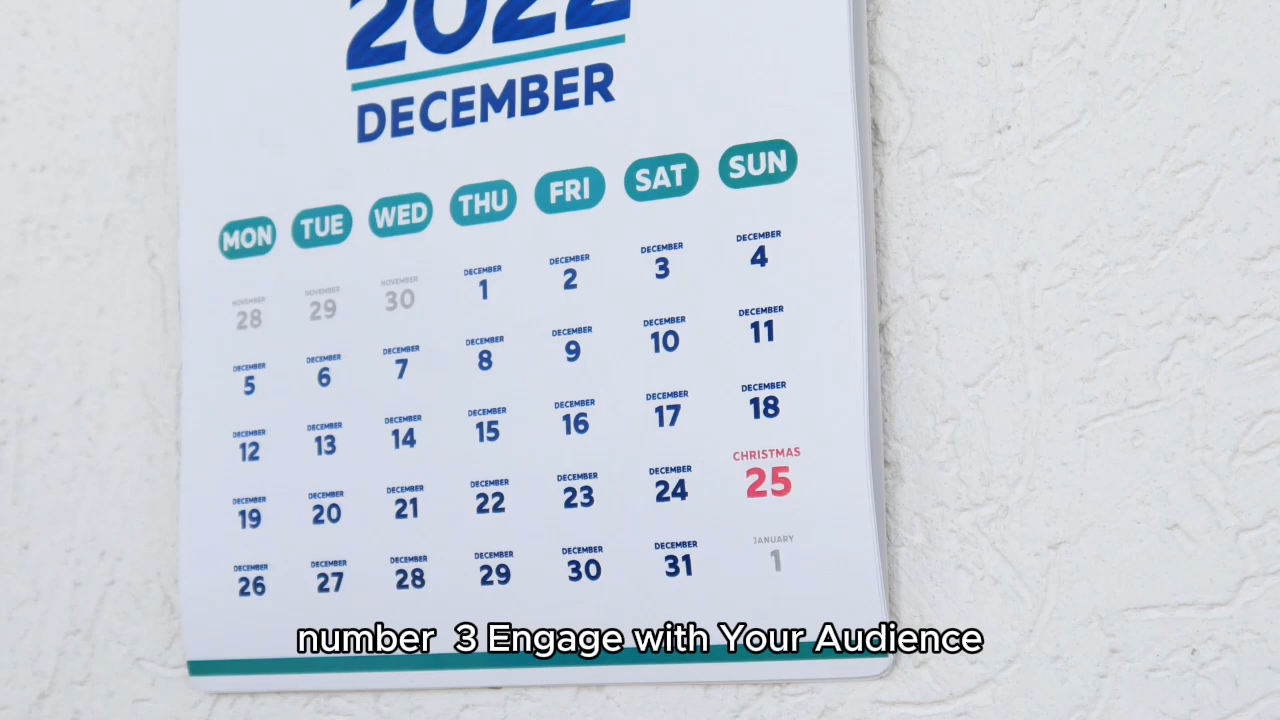 2022
DECEMBER
MON TUE WED THU FRI SAT SUN
NOVEMBER NOVEMBER NOVEMBER DECEMBER DECEMBER DECEMBER DECEMBER
28 29 30 1 2 3 4
DECEMBER DECEMBER DECEMBER DECEMBER DECEMBER DECEMBER DECEMBER
5 6 7 8 9 10 11
DECEMBER DECEMBER DECEMBER DECEMBER DECEMBER DECEMBER DECEMBER
12 13 14 15 16 17 18
DECEMBER DECEMBER DECEMBER DECEMBER DECEMBER DECEMBER CHRISTMAS
19 20 21 22 23 24 25
DECEMBER DECEMBER DECEMBER DECEMBER DECEMBER DECEMBER JANUARY
26 27 28 29 30 31 1
number 3 Engage with Your Audience